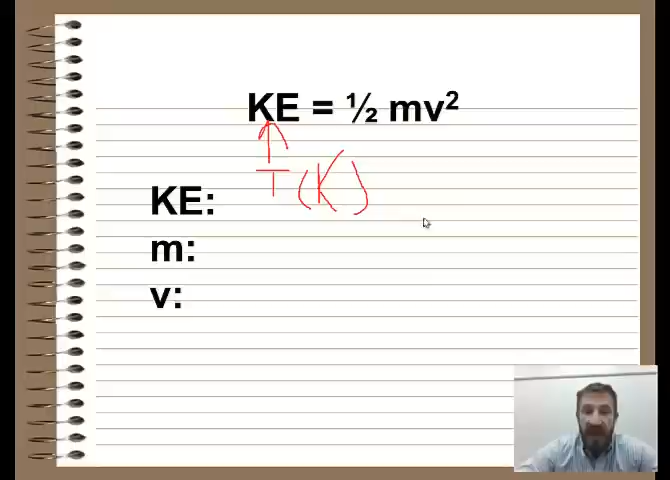 KE = ½ mv²
T (K)
KE:
m:
v: